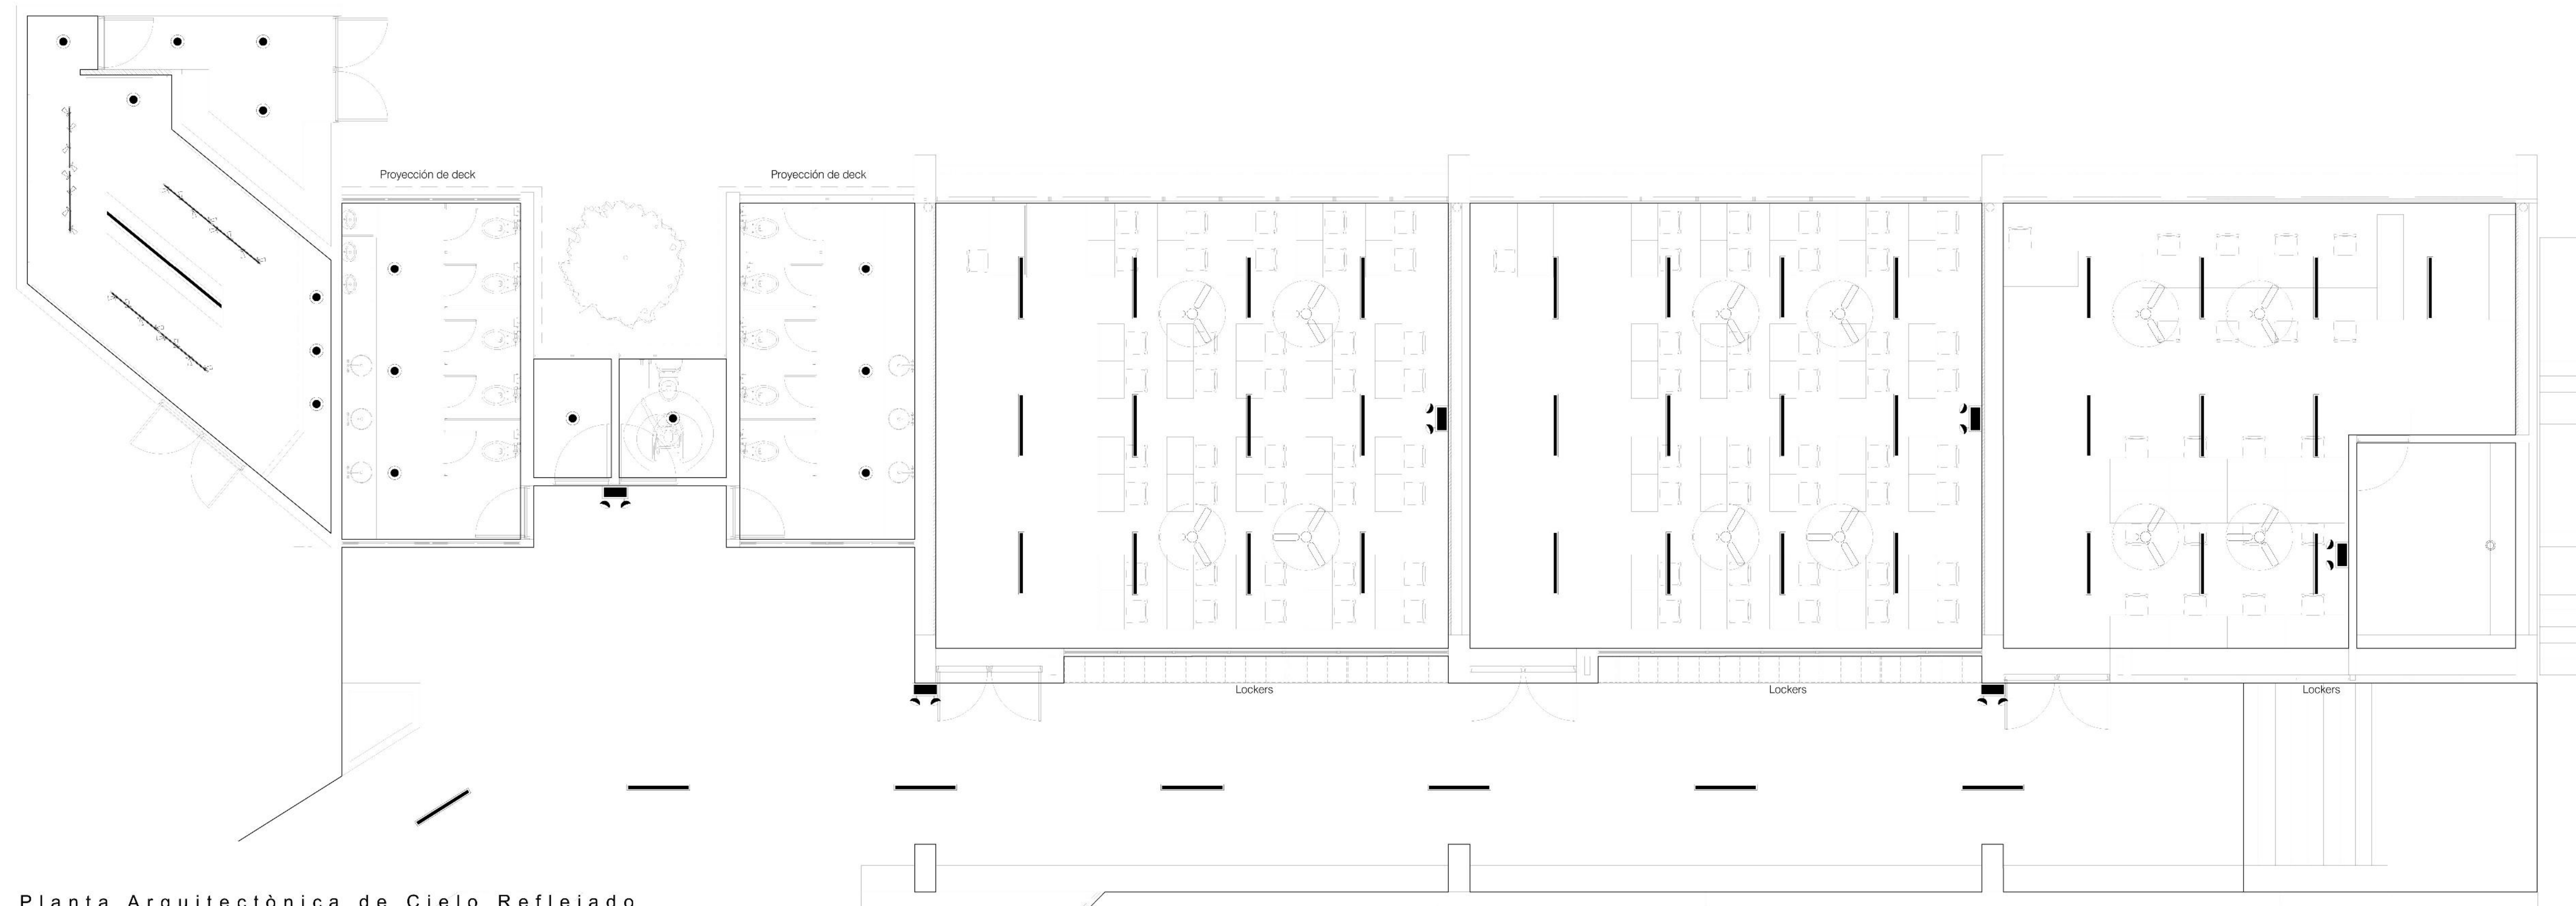 Proyección de deck
Proyección de deck
Lockers
Lockers
Lockers
Planta Arquitectònica de Cielo Reflejado